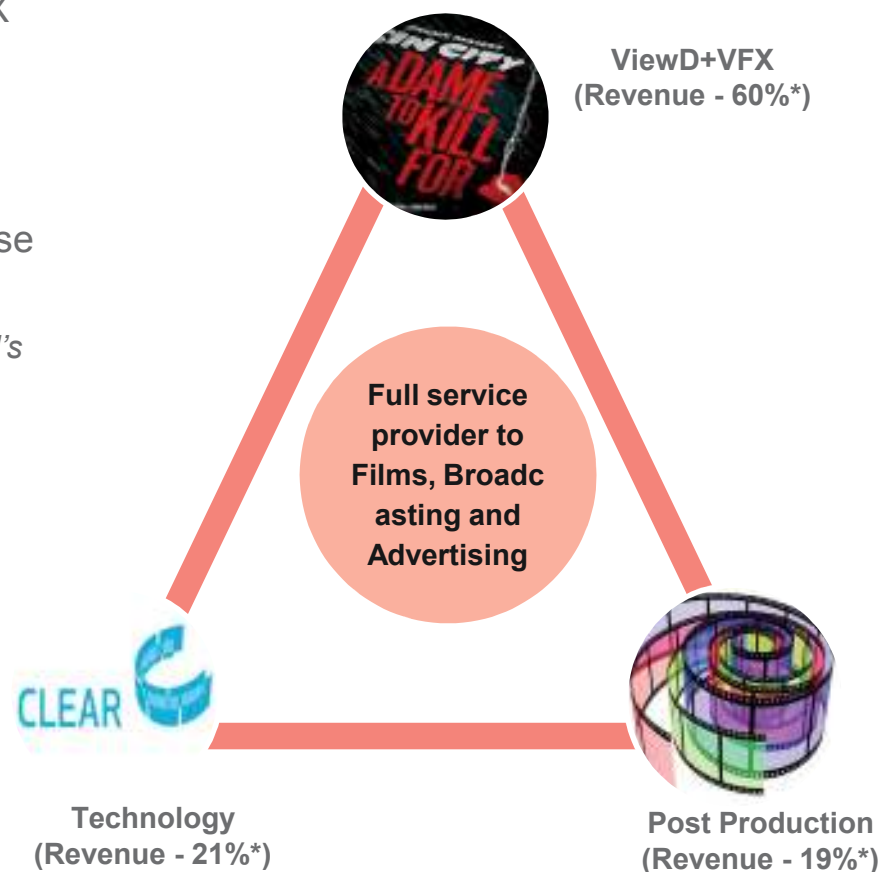 X
ViewD+VFX
(Revenue - 60%*)
SIN CITY
A DAME
TO KILL
FOR
se
l's
Full service
provider to
Films, Broadc
asting and
Advertising
CLEAR
Technology
(Revenue - 21%*)
Post Production
(Revenue - 19%*)